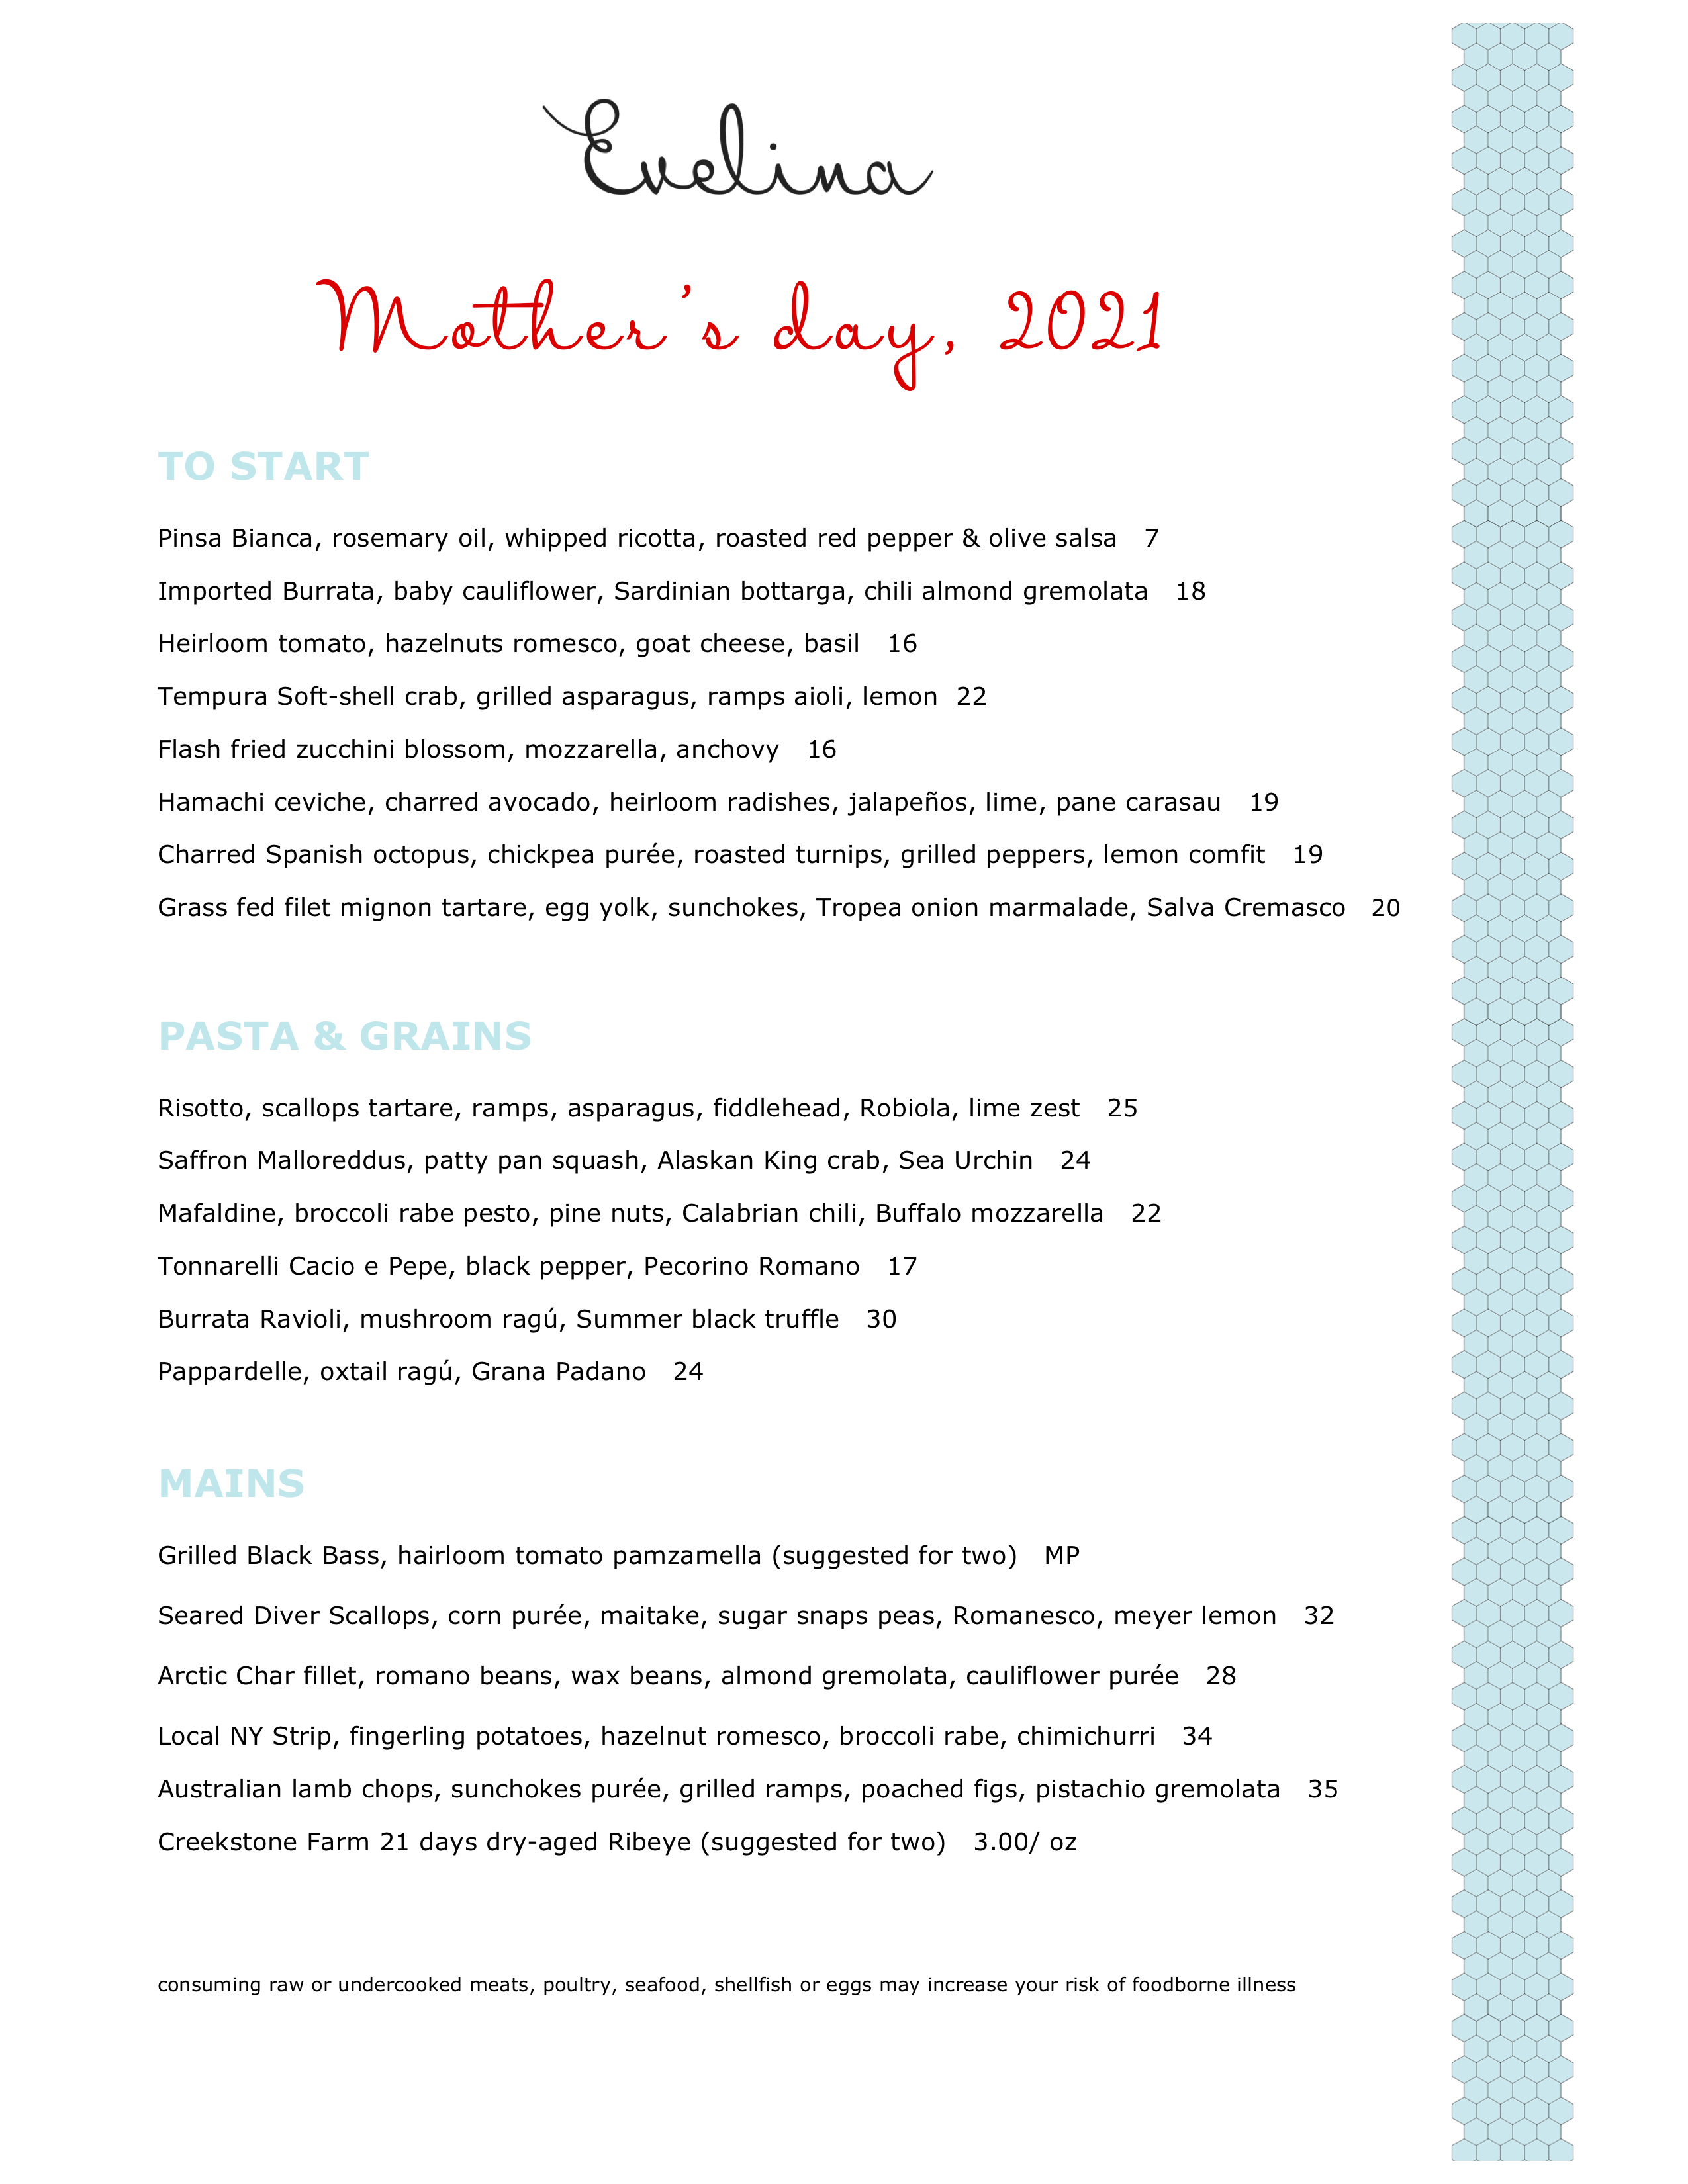 Evelina
Mother's day, 2021
TO START
Pinsa Bianca, rosemary oil, whipped ricotta, roasted red pepper & olive salsa 7
Imported Burrata, baby cauliflower, Sardinian bottarga, chili almond gremolata 18
Heirloom tomato, hazelnuts romesco, goat cheese, basil 16
Tempura Soft-shell crab, grilled asparagus, ramps aioli, lemon 22
Flash fried zucchini blossom, mozzarella, anchovy 16
Hamachi ceviche, charred avocado, heirloom radishes, jalapeños, lime, pane carasau 19
Charred Spanish octopus, chickpea purée, roasted turnips, grilled peppers, lemon comfit 19
Grass fed filet mignon tartare, egg yolk, sunchokes, Tropea onion marmalade, Salva Cremasco 20
PASTA & GRAINS
Risotto, scallops tartare, ramps, asparagus, fiddlehead, Robiola, lime zest 25
Saffron Malloreddus, patty pan squash, Alaskan King crab, Sea Urchin 24
Mafaldine, broccoli rabe pesto, pine nuts, Calabrian chili, Buffalo mozzarella 22
Tonnarelli Cacio e Pepe, black pepper, Pecorino Romano 17
Burrata Ravioli, mushroom ragú, Summer black truffle 30
Pappardelle, oxtail ragú, Grana Padano 24
MAINS
Grilled Black Bass, hairloom tomato pamzamella (suggested for two) MP
Seared Diver Scallops, corn purée, maitake, sugar snaps peas, Romanesco, meyer lemon 32
Arctic Char fillet, romano beans, wax beans, almond gremolata, cauliflower purée 28
Local NY Strip, fingerling potatoes, hazelnut romesco, broccoli rabe, chimichurri 34
Australian lamb chops, sunchokes purée, grilled ramps, poached figs, pistachio gremolata 35
Creekstone Farm 21 days dry-aged Ribeye (suggested for two) 3.00/ oz
consuming raw or undercooked meats, poultry, seafood, shellfish or eggs may increase your risk of foodborne illness